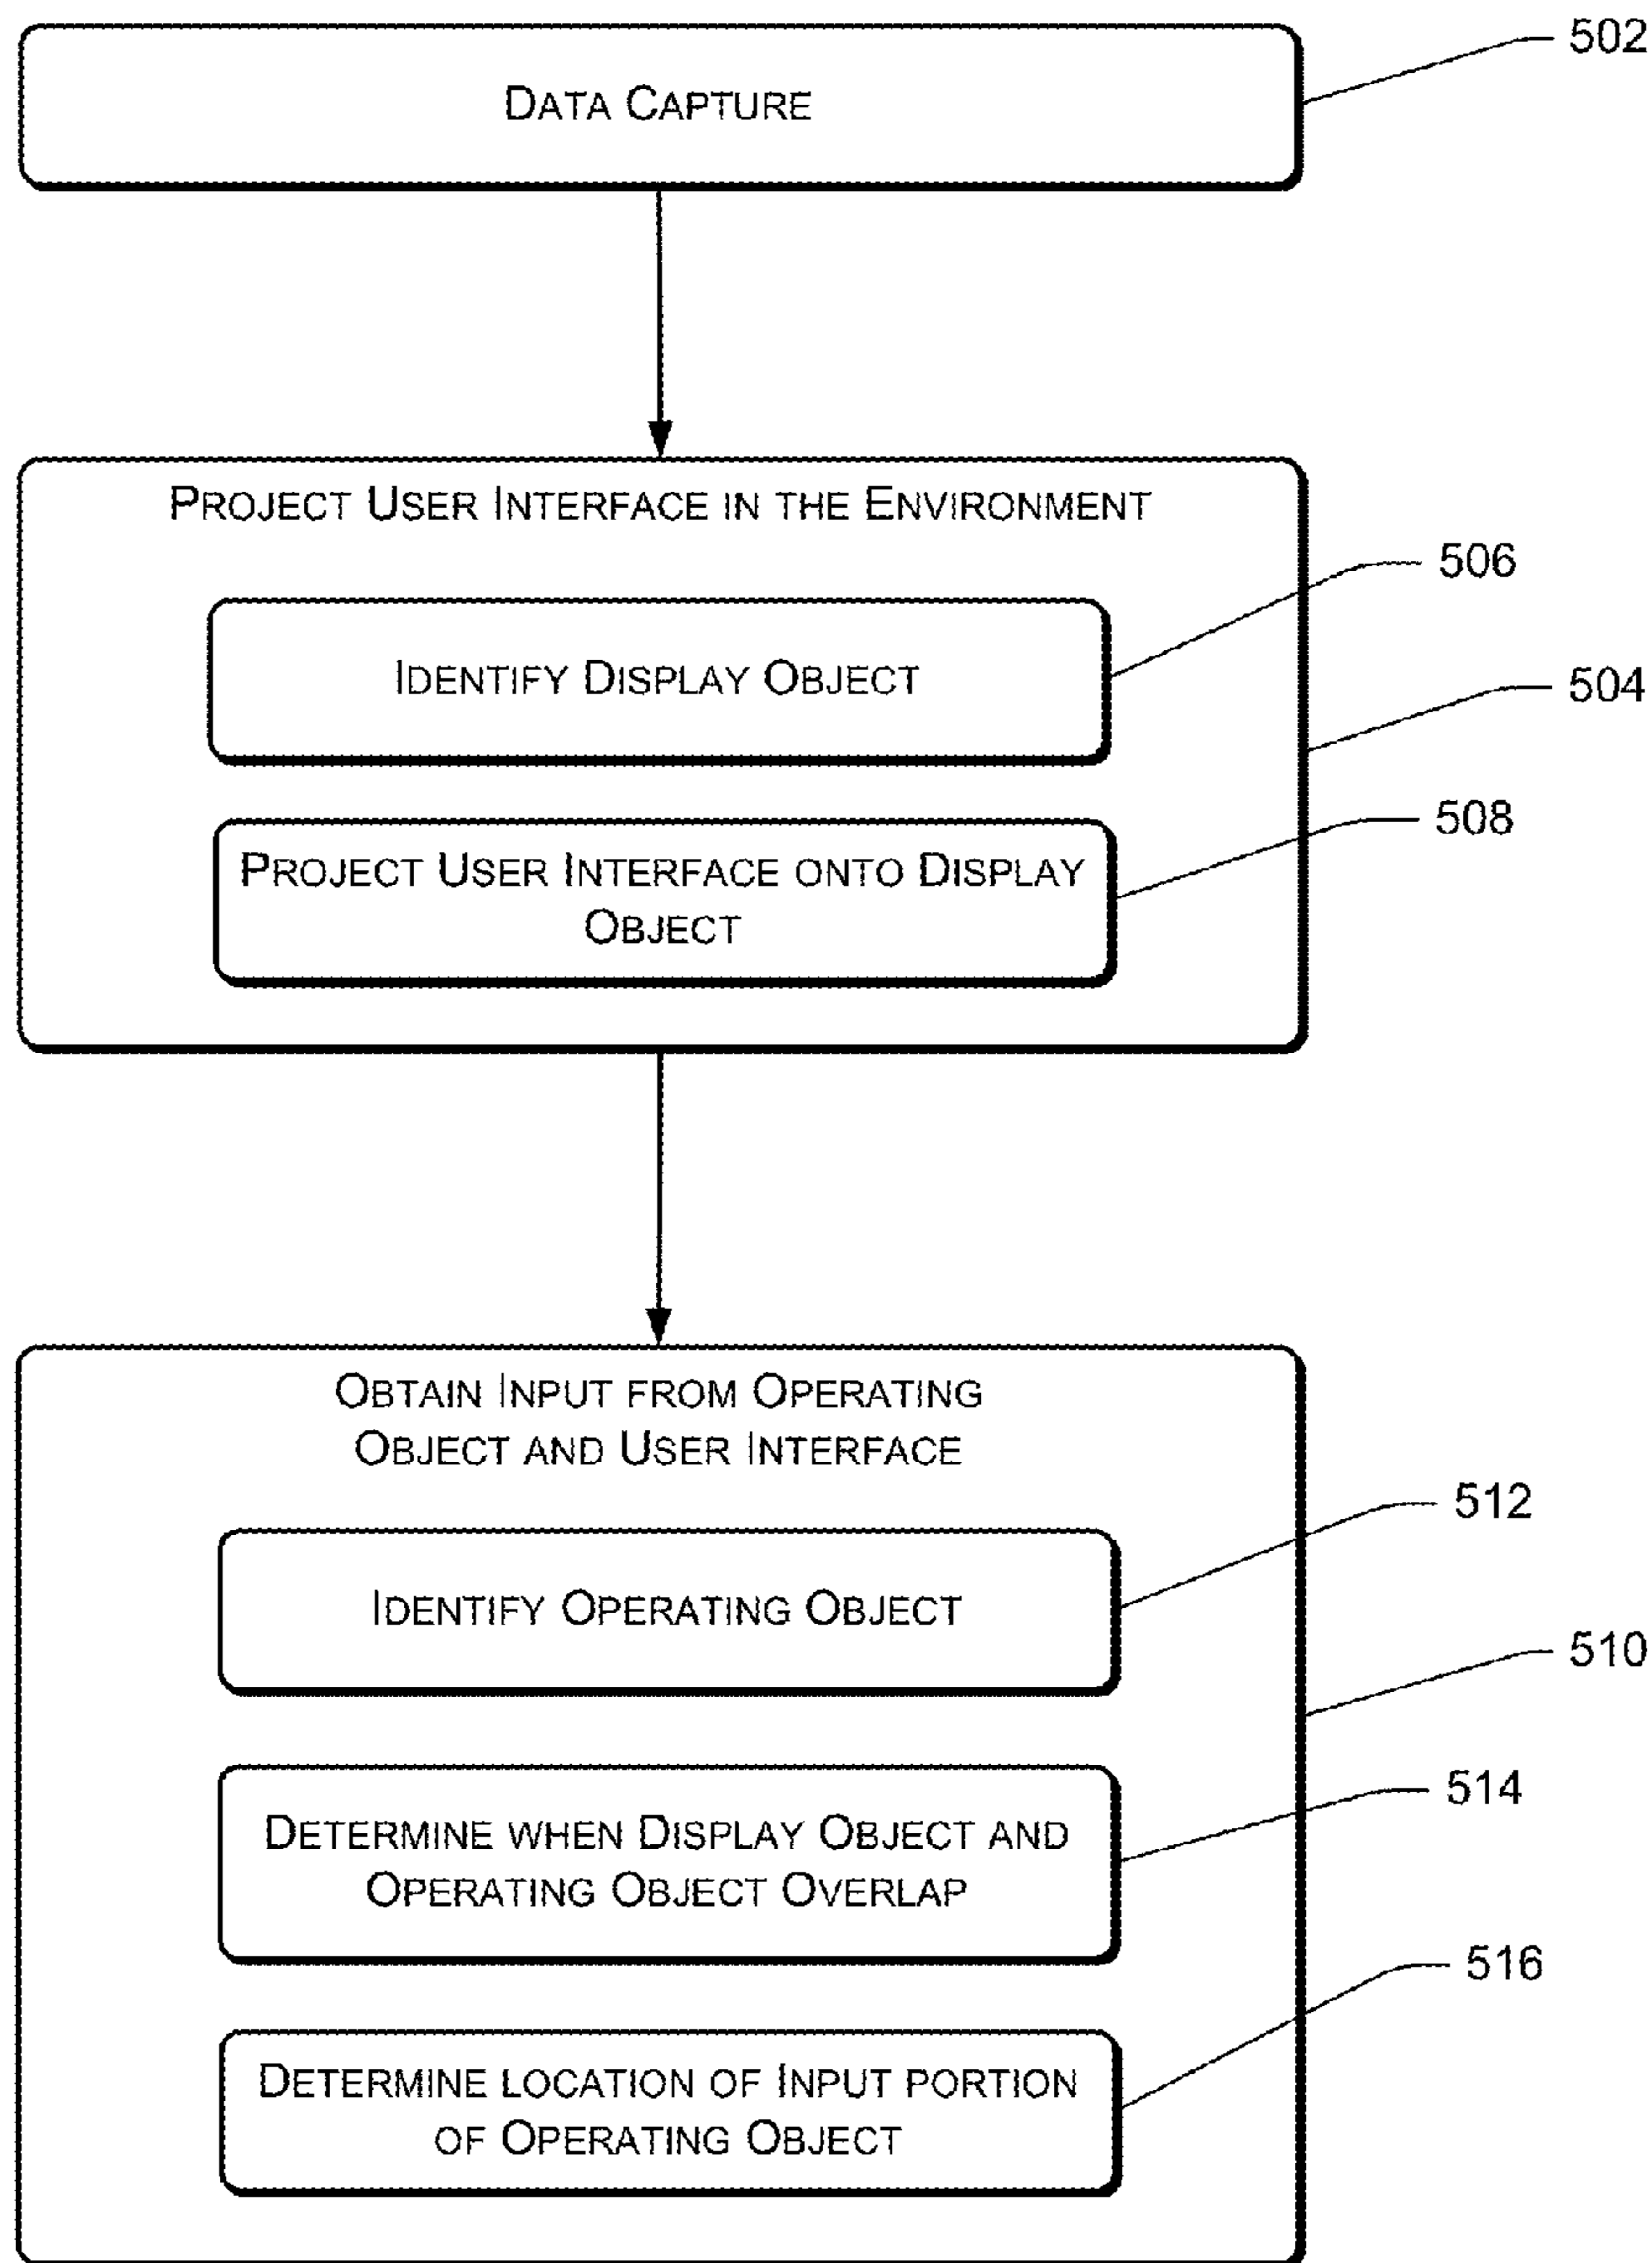 DATA CAPTURE
502
PROJECT USER INTERFACE IN THE ENVIRONMENT
506
IDENTIFY DISPLAY OBJECT
504
508
PROJECT USER INTERFACE ONTO DISPLAY
OBJECT
OBTAIN INPUT FROM OPERATING
OBJECT AND USER INTERFACE
512
IDENTIFY OPERATING OBJECT
510
514
DETERMINE WHEN DISPLAY OBJECT AND
OPERATING OBJECT OVERLAP
516
DETERMINE LOCATION OF INPUT PORTION
OF OPERATING OBJECT